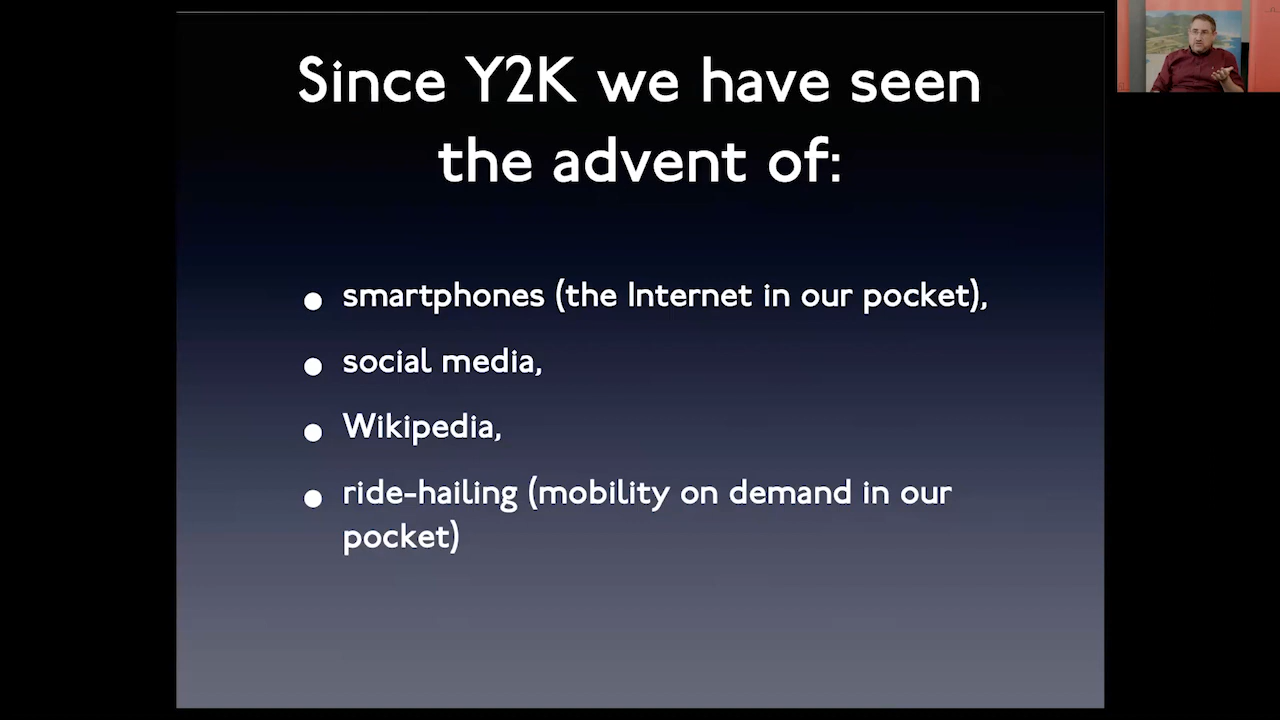 Since Y2K we have seen
the advent of:
smartphones (the Internet in our pocket),
social media,
Wikipedia,
ride-hailing (mobility on demand in our
pocket)